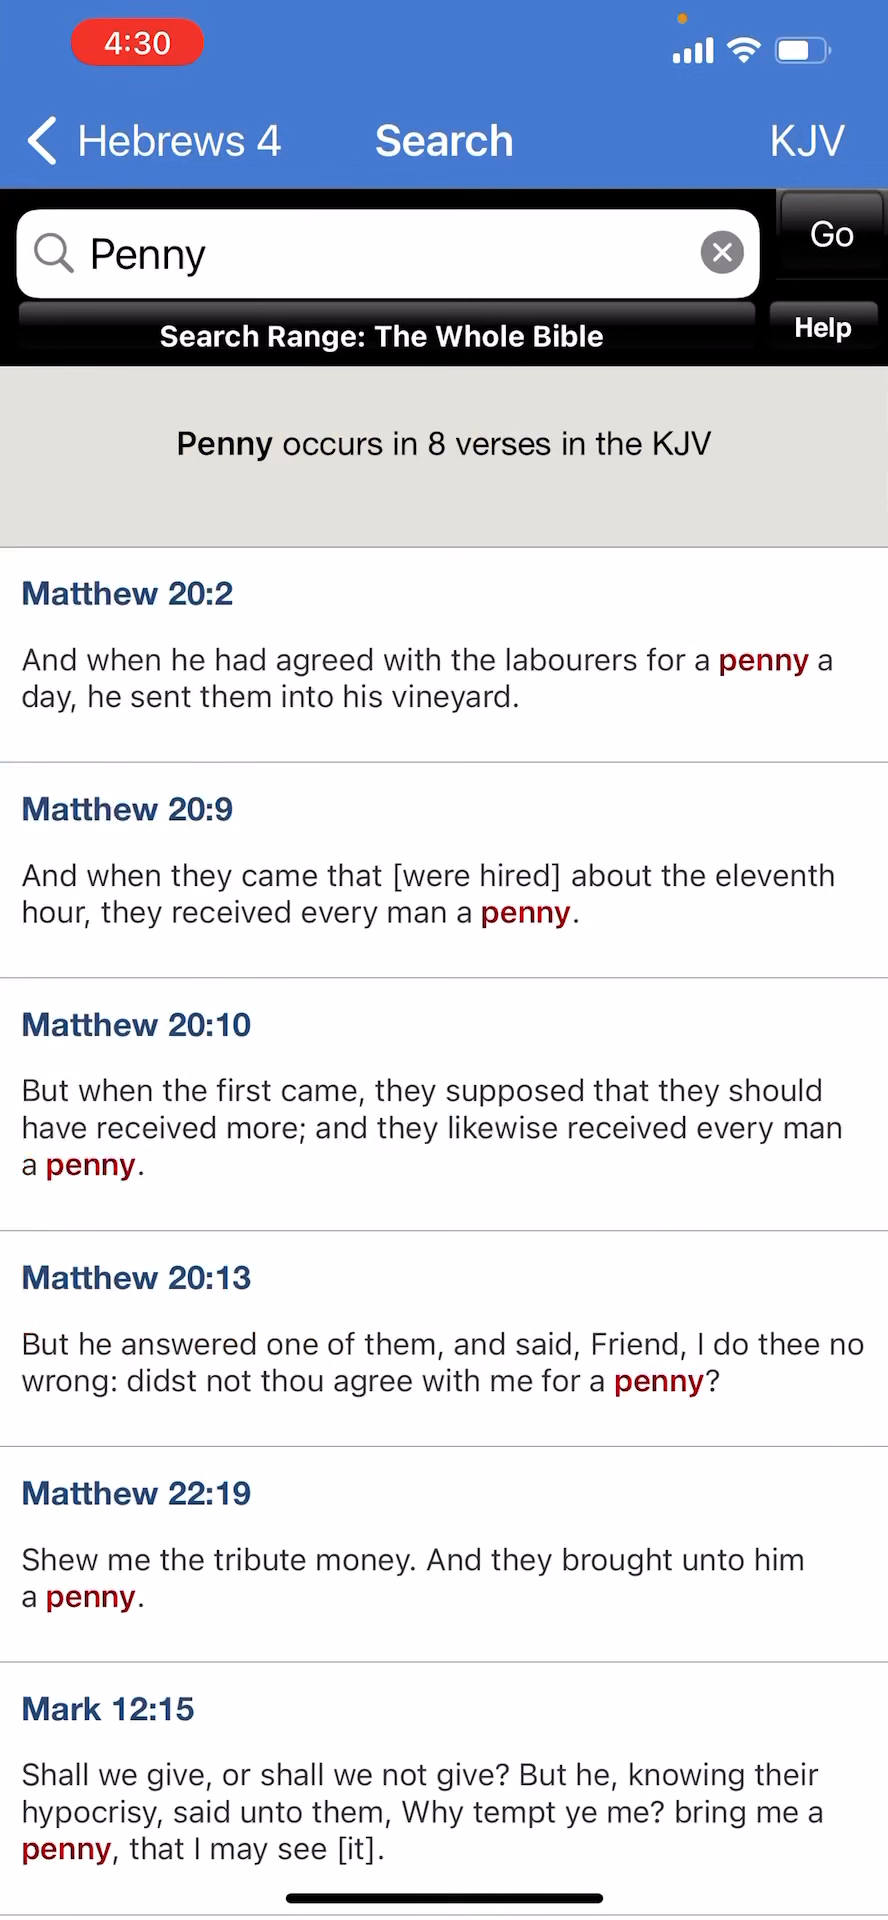 4:30
Hebrews 4 Search KJV
Penny Go
Search Range: The Whole Bible Help
Penny occurs in 8 verses in the KJV
Matthew 20:2
And when he had agreed with the labourers for a penny a
day, he sent them into his vineyard.
Matthew 20:9
And when they came that [were hired] about the eleventh
hour, they received every man a penny.
Matthew 20:10
But when the first came, they supposed that they should
have received more; and they likewise received every man
a penny.
Matthew 20:13
But he answered one of them, and said, Friend, I do thee no
wrong: didst not thou agree with me for a penny?
Matthew 22:19
Shew me the tribute money. And they brought unto him
a penny.
Mark 12:15
Shall we give, or shall we not give? But he, knowing their
hypocrisy, said unto them, Why tempt ye me? bring me a
penny, that I may see [it].